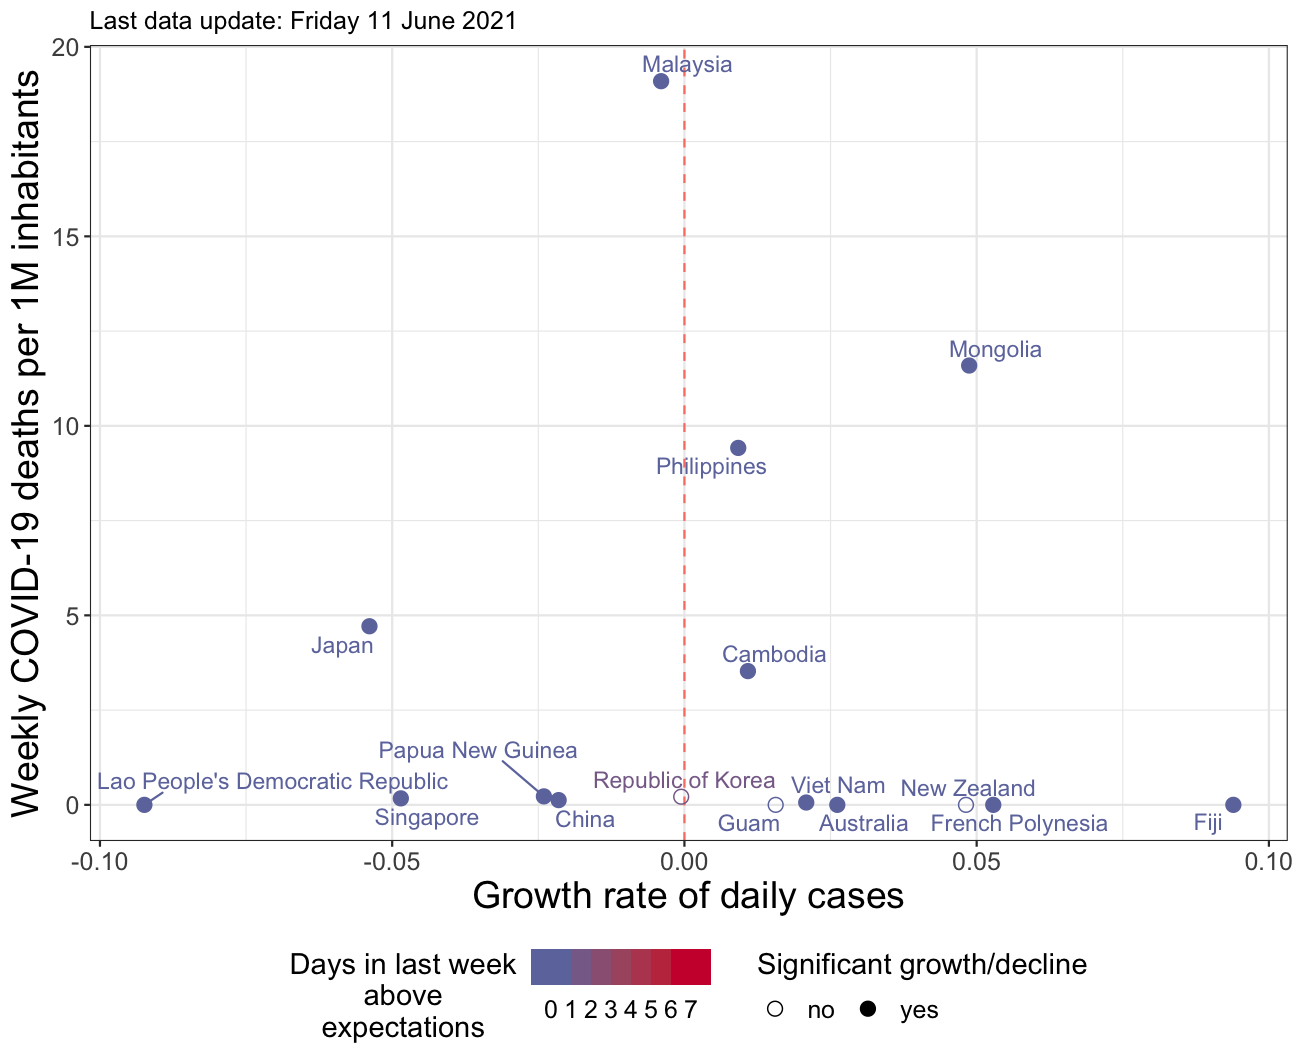 Last data update: Friday 11 June 2021
Weekly COVID-19 deaths per 1M inhabitants
20
15
10
5
0
Malaysia
Mongolia
Philippines
Japan
Cambodia
Papua New Guinea
Lao People's Democratic Republic
Republic of Korea
Viet Nam
New Zealand
Singapore
China
Guam
Australia
French Polynesia
Fiji
-0.10
-0.05
0.00
0.05
0.10
Growth rate of daily cases
Days in last week
above
expectations
0 1 2 3 4 5 6 7
Significant growth/decline
no
yes